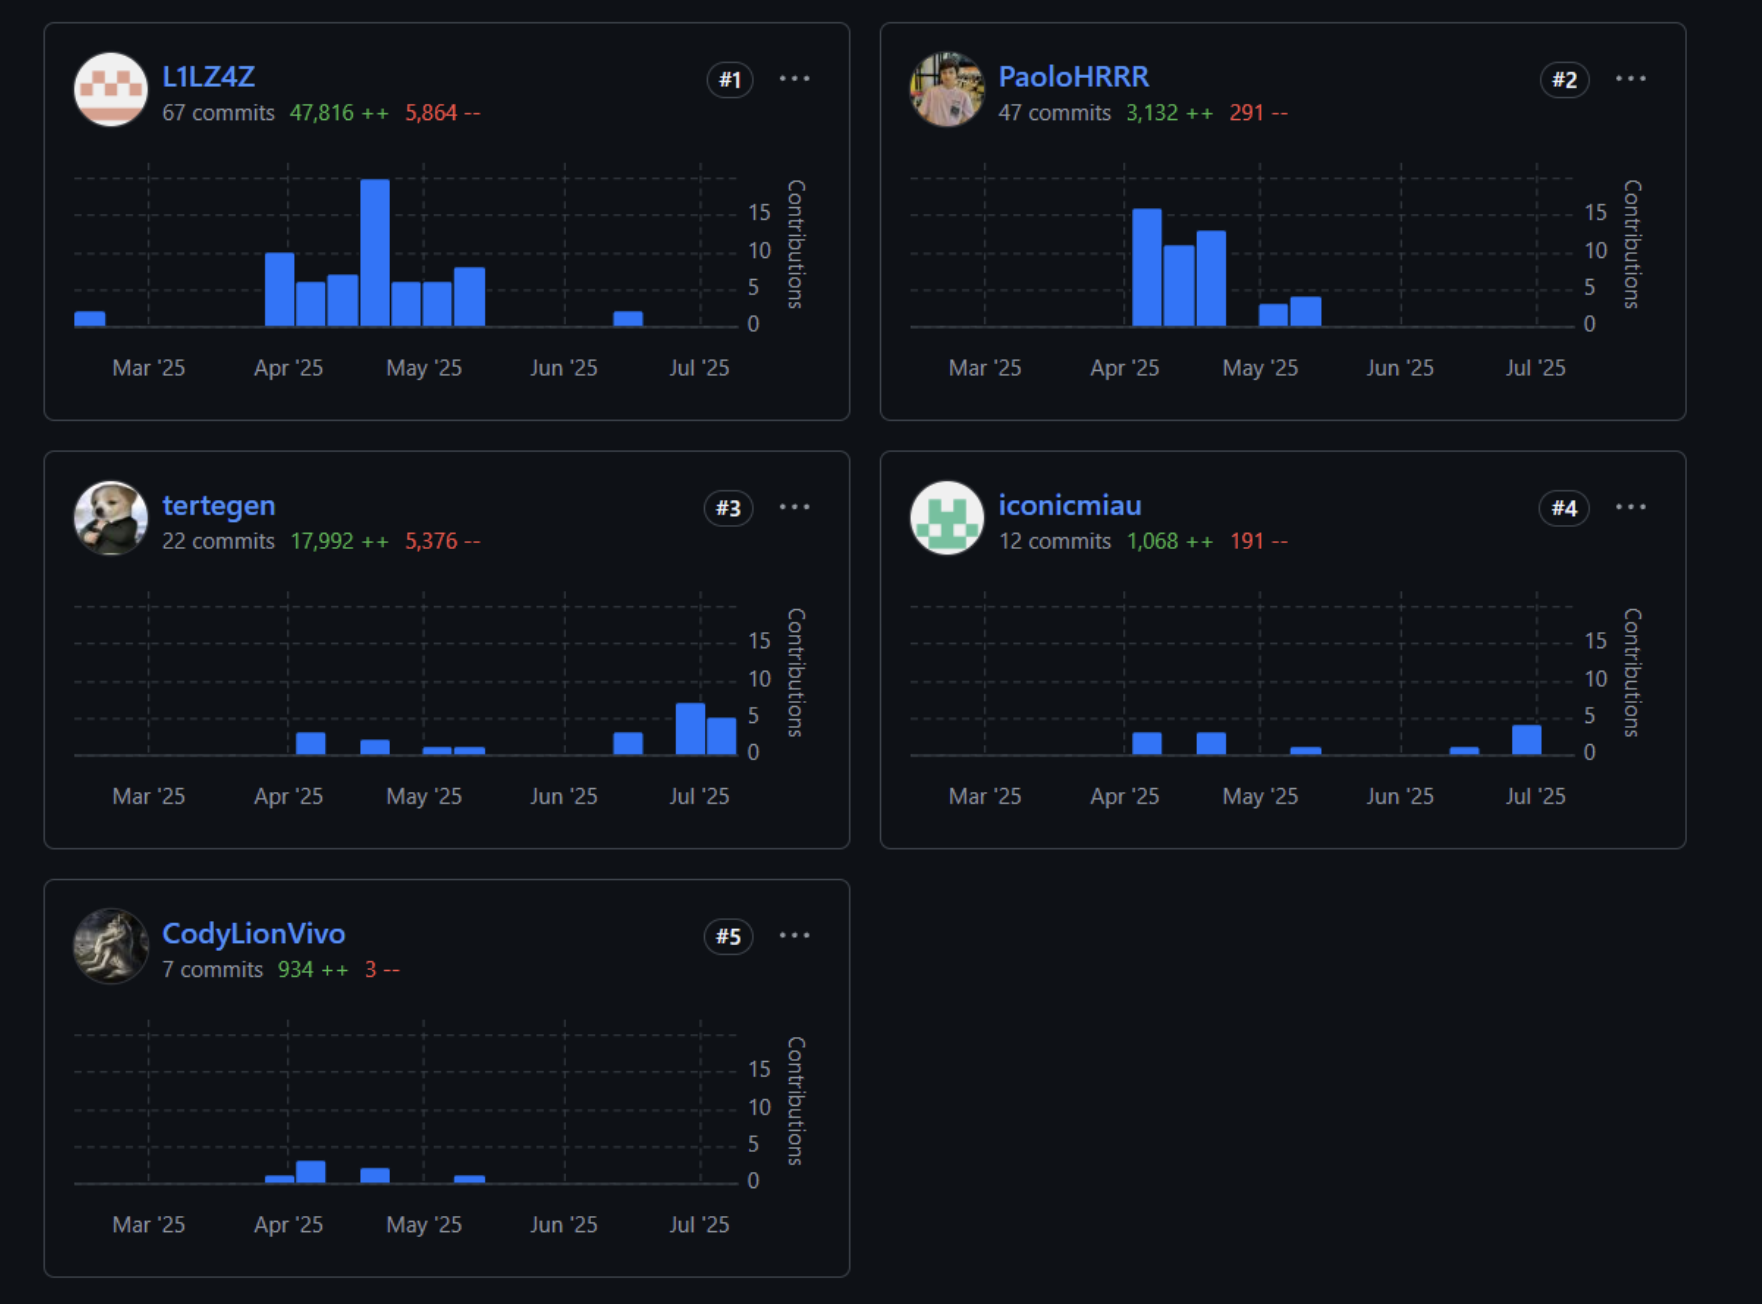 L1LZ4Z
#1
67 commits 47,816 ++ 5,864 --
Contributions
15
10
5
0
Mar '25 Apr '25 May '25 Jun '25 Jul '25
PaoloHRRR
#2
47 commits 3,132 ++ 291 --
Contributions
15
10
5
0
Mar '25 Apr '25 May '25 Jun '25 Jul '25
tertegen
#3
22 commits 17,992 ++ 5,376 --
Contributions
15
10
5
0
Mar '25 Apr '25 May '25 Jun '25 Jul '25
iconicmiau
#4
12 commits 1,068 ++ 191 --
Contributions
15
10
5
0
Mar '25 Apr '25 May '25 Jun '25 Jul '25
CodyLionVivo
#5
7 commits 934 ++ 3 --
Contributions
15
10
5
0
Mar '25 Apr '25 May '25 Jun '25 Jul '25